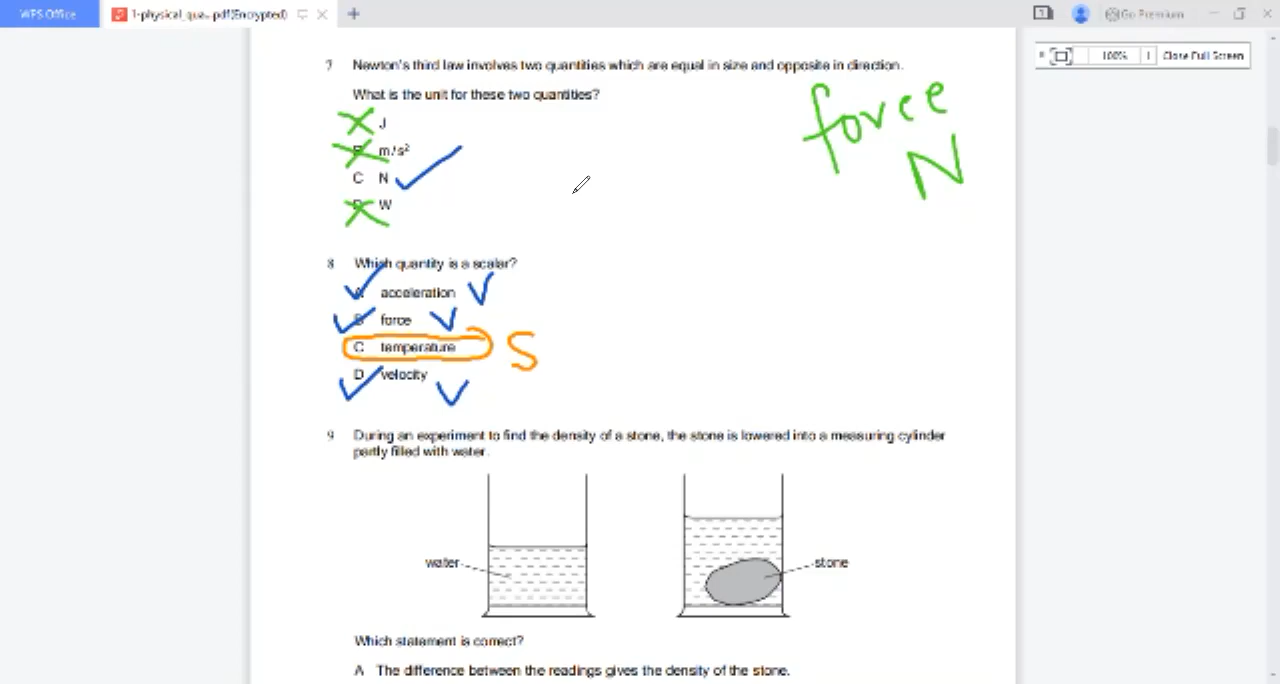 WPS Office
1-physical_qua...pdf(Encrypted)
Go Premium
100%
Close Full Screen
7 Newton's third law involves two quantities which are equal in size and opposite in direction.
What is the unit for these two quantities?
J
B m/s²
C N
D W
force
N
8 Which quantity is a scalar?
A acceleration
B force
C temperature S
D velocity
9 During an experiment to find the density of a stone, the stone is lowered into a measuring cylinder
partly filled with water.
water
stone
Which statement is correct?
A The difference between the readings gives the density of the stone.